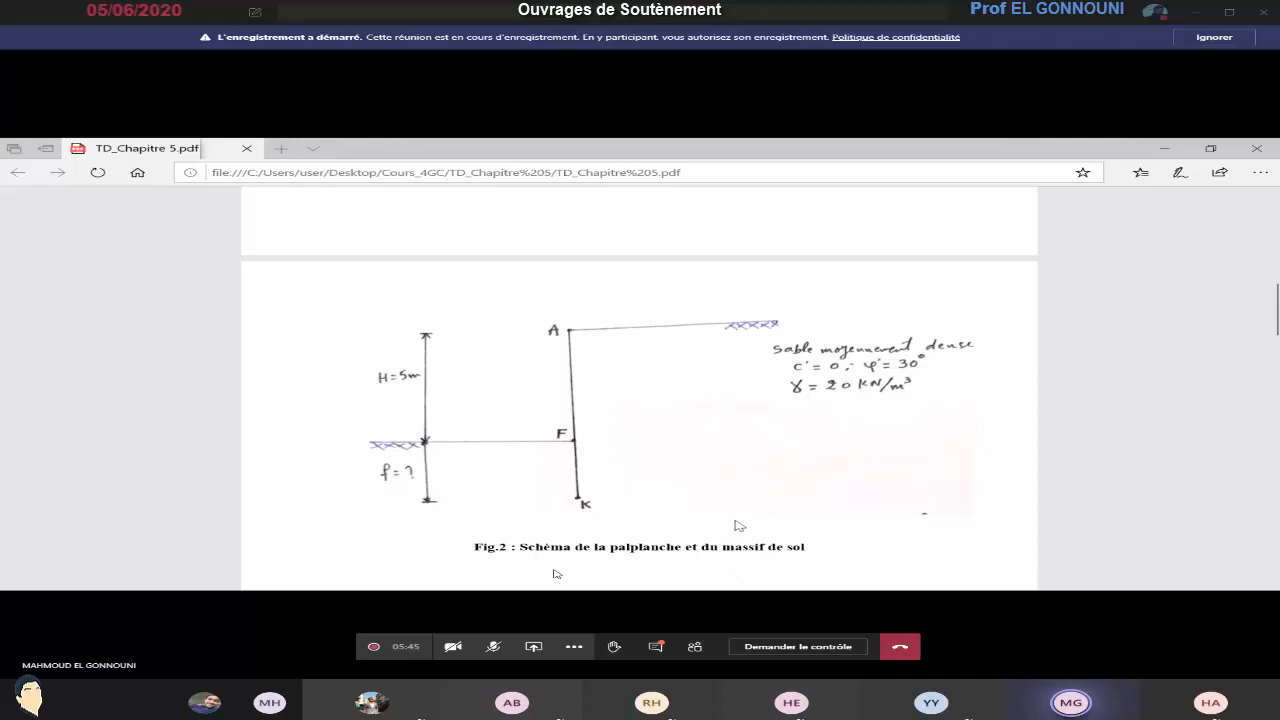 05/06/2020
Ouvrages de Soutènement
Prof EL GONNOUNI
L'enregistrement a démarré. Cette réunion est en cours d'enregistrement. En y participant, vous autorisez son enregistrement. Politique de confidentialité
Ignorer
TD_Chapitre 5.pdf
file:///C:/Users/user/Desktop/Cours_4GC/TD_Chapitre%205/TD_Chapitre%205.pdf
A
sable moyennement dense
c'= 0 ; φ'= 30°
γ = 20 KN/m³
H=5m
F
f= ?
K
Fig.2 : Schéma de la palplanche et du massif de sol
05:45
Demander le contrôle
MAHMOUD EL GONNOUNI
MH
AB
RH
HE
YY
MG
HA